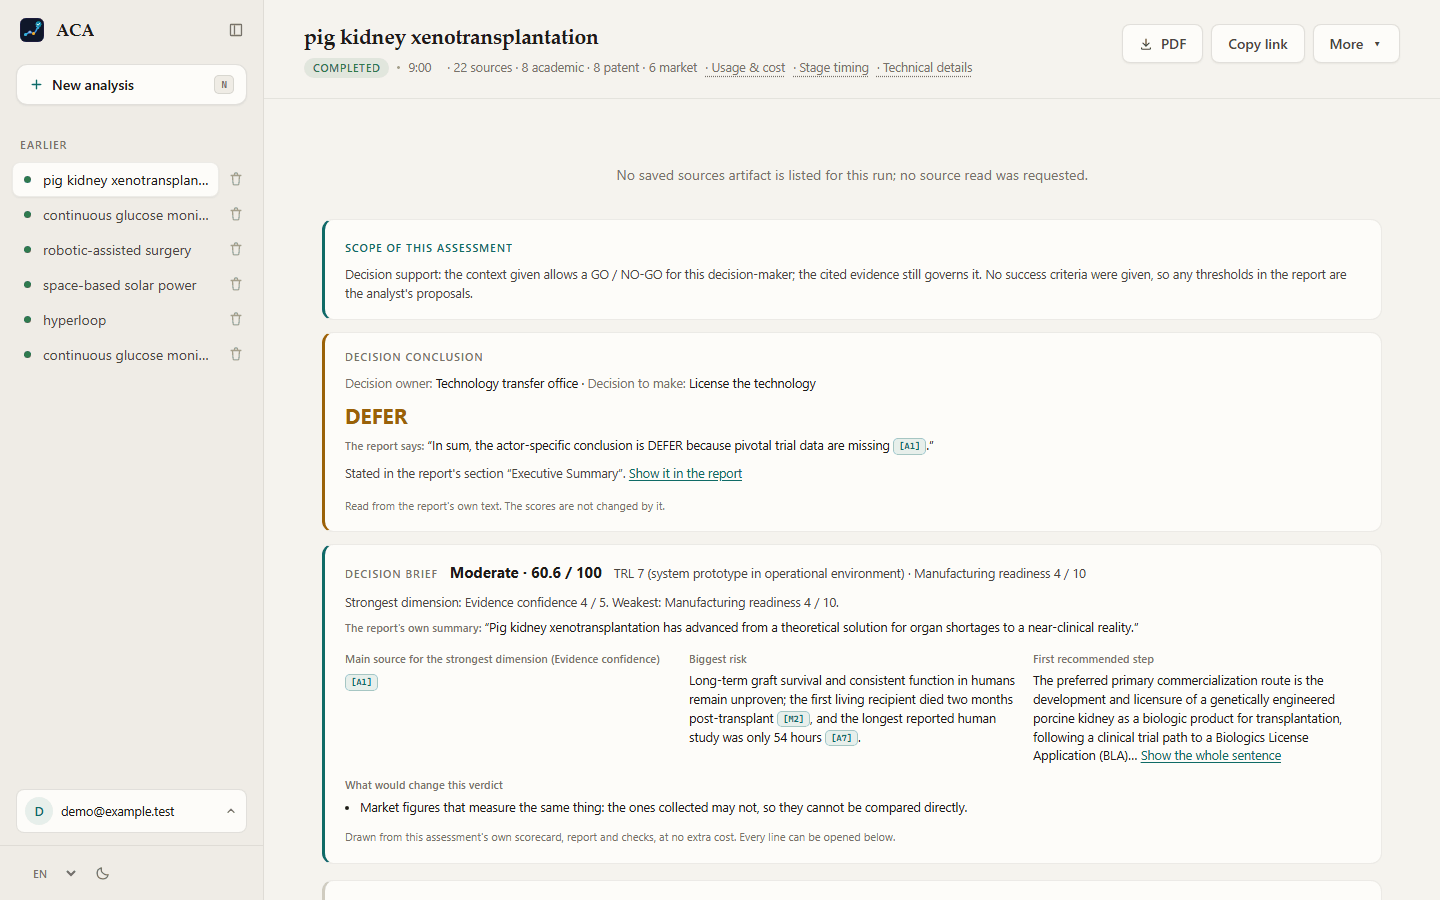 ACA
New analysis N
EARLIER
pig kidney xenotransplan...
continuous glucose moni...
robotic-assisted surgery
space-based solar power
hyperloop
continuous glucose moni...
D demo@example.test
EN
pig kidney xenotransplantation
COMPLETED • 9:00 · 22 sources · 8 academic · 8 patent · 6 market · Usage & cost · Stage timing · Technical details
PDF
Copy link
More
No saved sources artifact is listed for this run; no source read was requested.
SCOPE OF THIS ASSESSMENT
Decision support: the context given allows a GO / NO-GO for this decision-maker; the cited evidence still governs it. No success criteria were given, so any thresholds in the report are
the analyst's proposals.
DECISION CONCLUSION
Decision owner: Technology transfer office · Decision to make: License the technology
DEFER
The report says: “In sum, the actor-specific conclusion is DEFER because pivotal trial data are missing [A1].”
Stated in the report's section “Executive Summary”. Show it in the report
Read from the report's own text. The scores are not changed by it.
DECISION BRIEF Moderate · 60.6 / 100 TRL 7 (system prototype in operational environment) · Manufacturing readiness 4 / 10
Strongest dimension: Evidence confidence 4 / 5. Weakest: Manufacturing readiness 4 / 10.
The report's own summary: “Pig kidney xenotransplantation has advanced from a theoretical solution for organ shortages to a near-clinical reality.”
Main source for the strongest dimension (Evidence confidence)
[A1]
Biggest risk
Long-term graft survival and consistent function in humans
remain unproven; the first living recipient died two months
post-transplant [M2], and the longest reported human
study was only 54 hours [A7].
First recommended step
The preferred primary commercialization route is the
development and licensure of a genetically engineered
porcine kidney as a biologic product for transplantation,
following a clinical trial path to a Biologics License
Application (BLA)... Show the whole sentence
What would change this verdict
• Market figures that measure the same thing: the ones collected may not, so they cannot be compared directly.
Drawn from this assessment's own scorecard, report and checks, at no extra cost. Every line can be opened below.